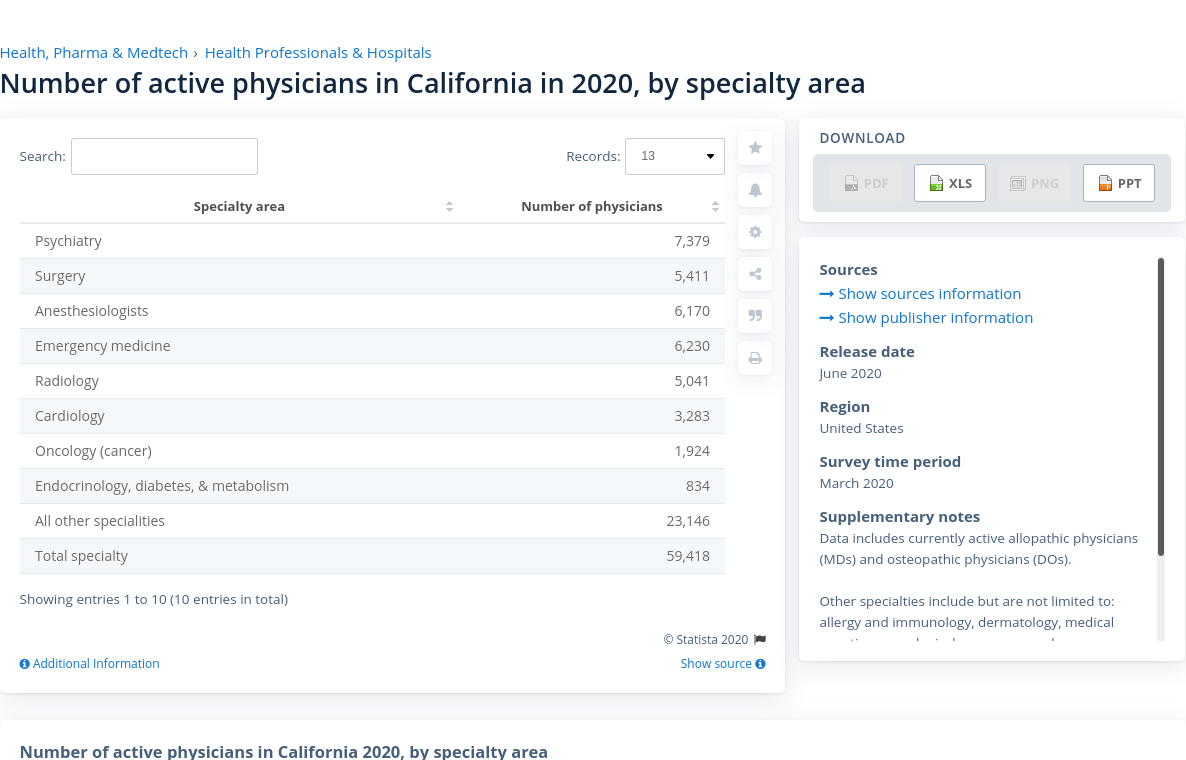 Health, Pharma & Medtech › Health Professionals & Hospitals
Number of active physicians in California in 2020, by specialty area
Search:
Records: 13
Specialty area Number of physicians
Psychiatry 7,379
Surgery 5,411
Anesthesiologists 6,170
Emergency medicine 6,230
Radiology 5,041
Cardiology 3,283
Oncology (cancer) 1,924
Endocrinology, diabetes, & metabolism 834
All other specialities 23,146
Total specialty 59,418
Showing entries 1 to 10 (10 entries in total)
© Statista 2020
Additional Information
Show source
DOWNLOAD
PDF XLS PNG PPT
Sources
Show sources information
Show publisher information
Release date
June 2020
Region
United States
Survey time period
March 2020
Supplementary notes
Data includes currently active allopathic physicians
(MDs) and osteopathic physicians (DOs).
Other specialties include but are not limited to:
allergy and immunology, dermatology, medical
Number of active physicians in California 2020, by specialty area